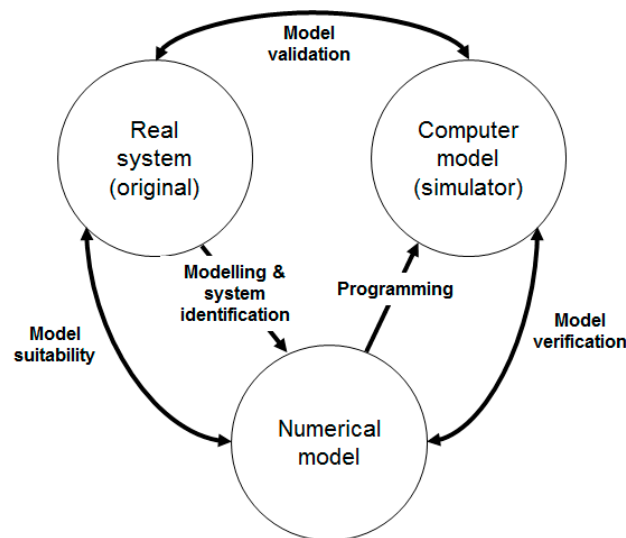 Model
validation
Real
system
(original)
Computer
model
(simulator)
Modelling &
system
identification
Programming
Model
suitability
Model
verification
Numerical
model